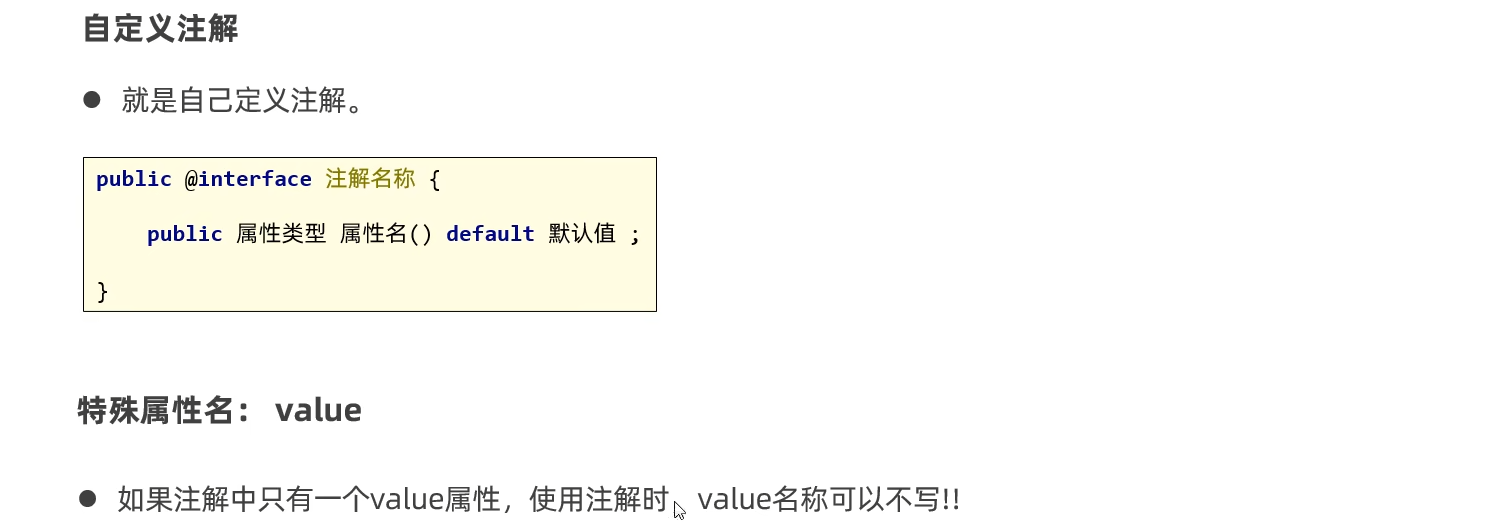 自定义注解
● 就是自己定义注解。
public @interface 注解名称 {
public 属性类型 属性名() default 默认值 ;
}
特殊属性名： value
● 如果注解中只有一个value属性，使用注解时，value名称可以不写!!